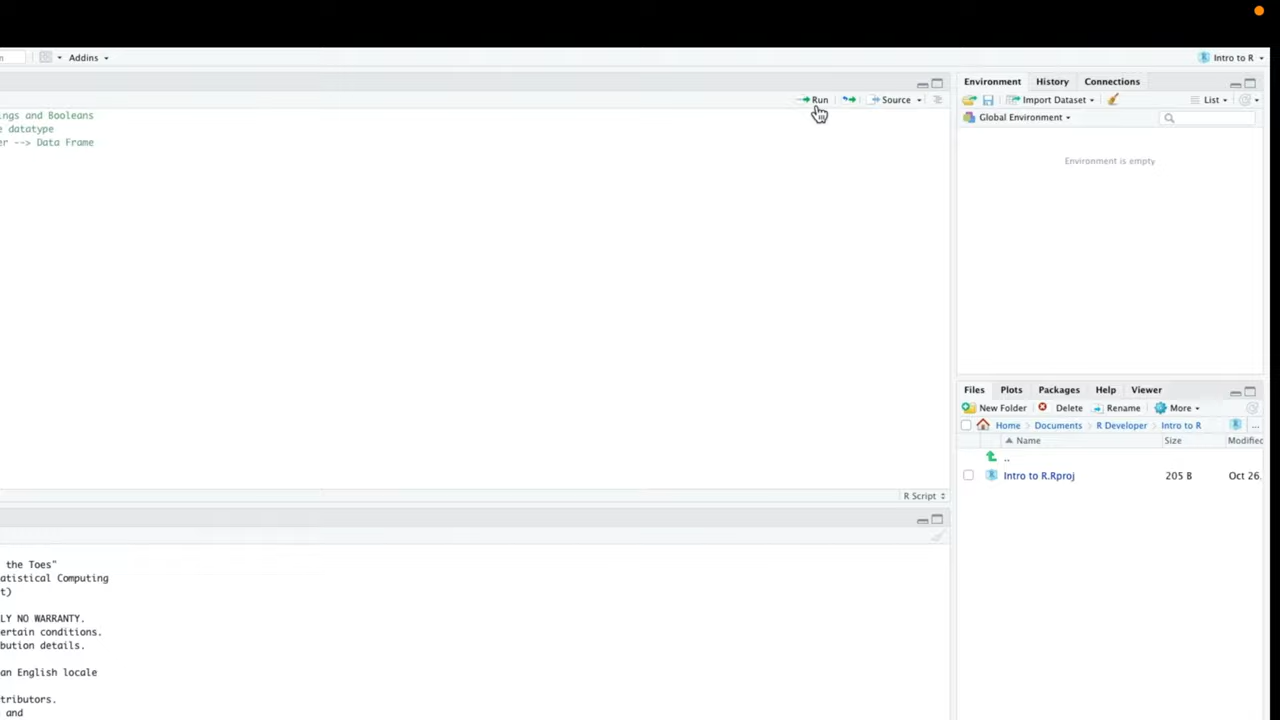 Addins
Intro to R
Run
Source
ings and Booleans
e datatype
er --> Data Frame
R Script
the Toes"
atistical Computing
t)
LY NO WARRANTY.
ertain conditions.
bution details.
an English locale
tributors.
and
Environment History Connections
Import Dataset List
Global Environment
Environment is empty
Files Plots Packages Help Viewer
New Folder Delete Rename More
Home Documents R Developer Intro to R ...
Name Size Modified
..
Intro to R.Rproj 205 B Oct 26,